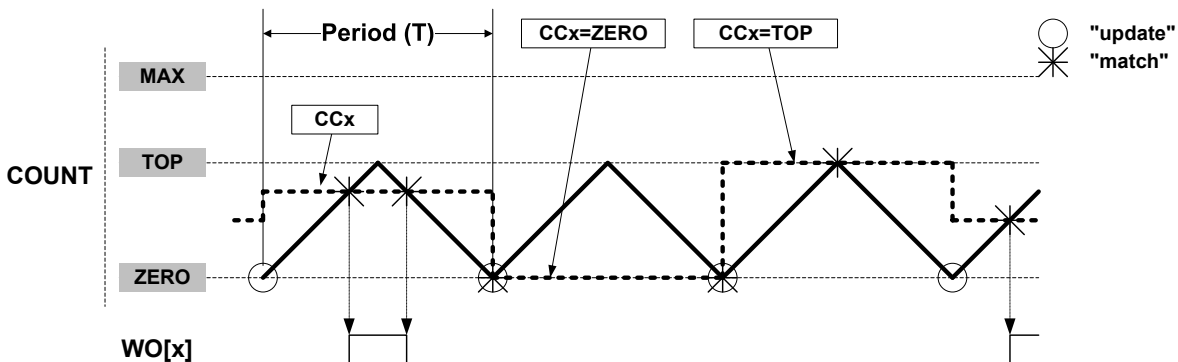 Period (T)
CCx=ZERO
CCx=TOP
"update"
"match"
MAX
CCx
TOP
COUNT
ZERO
WO[x]